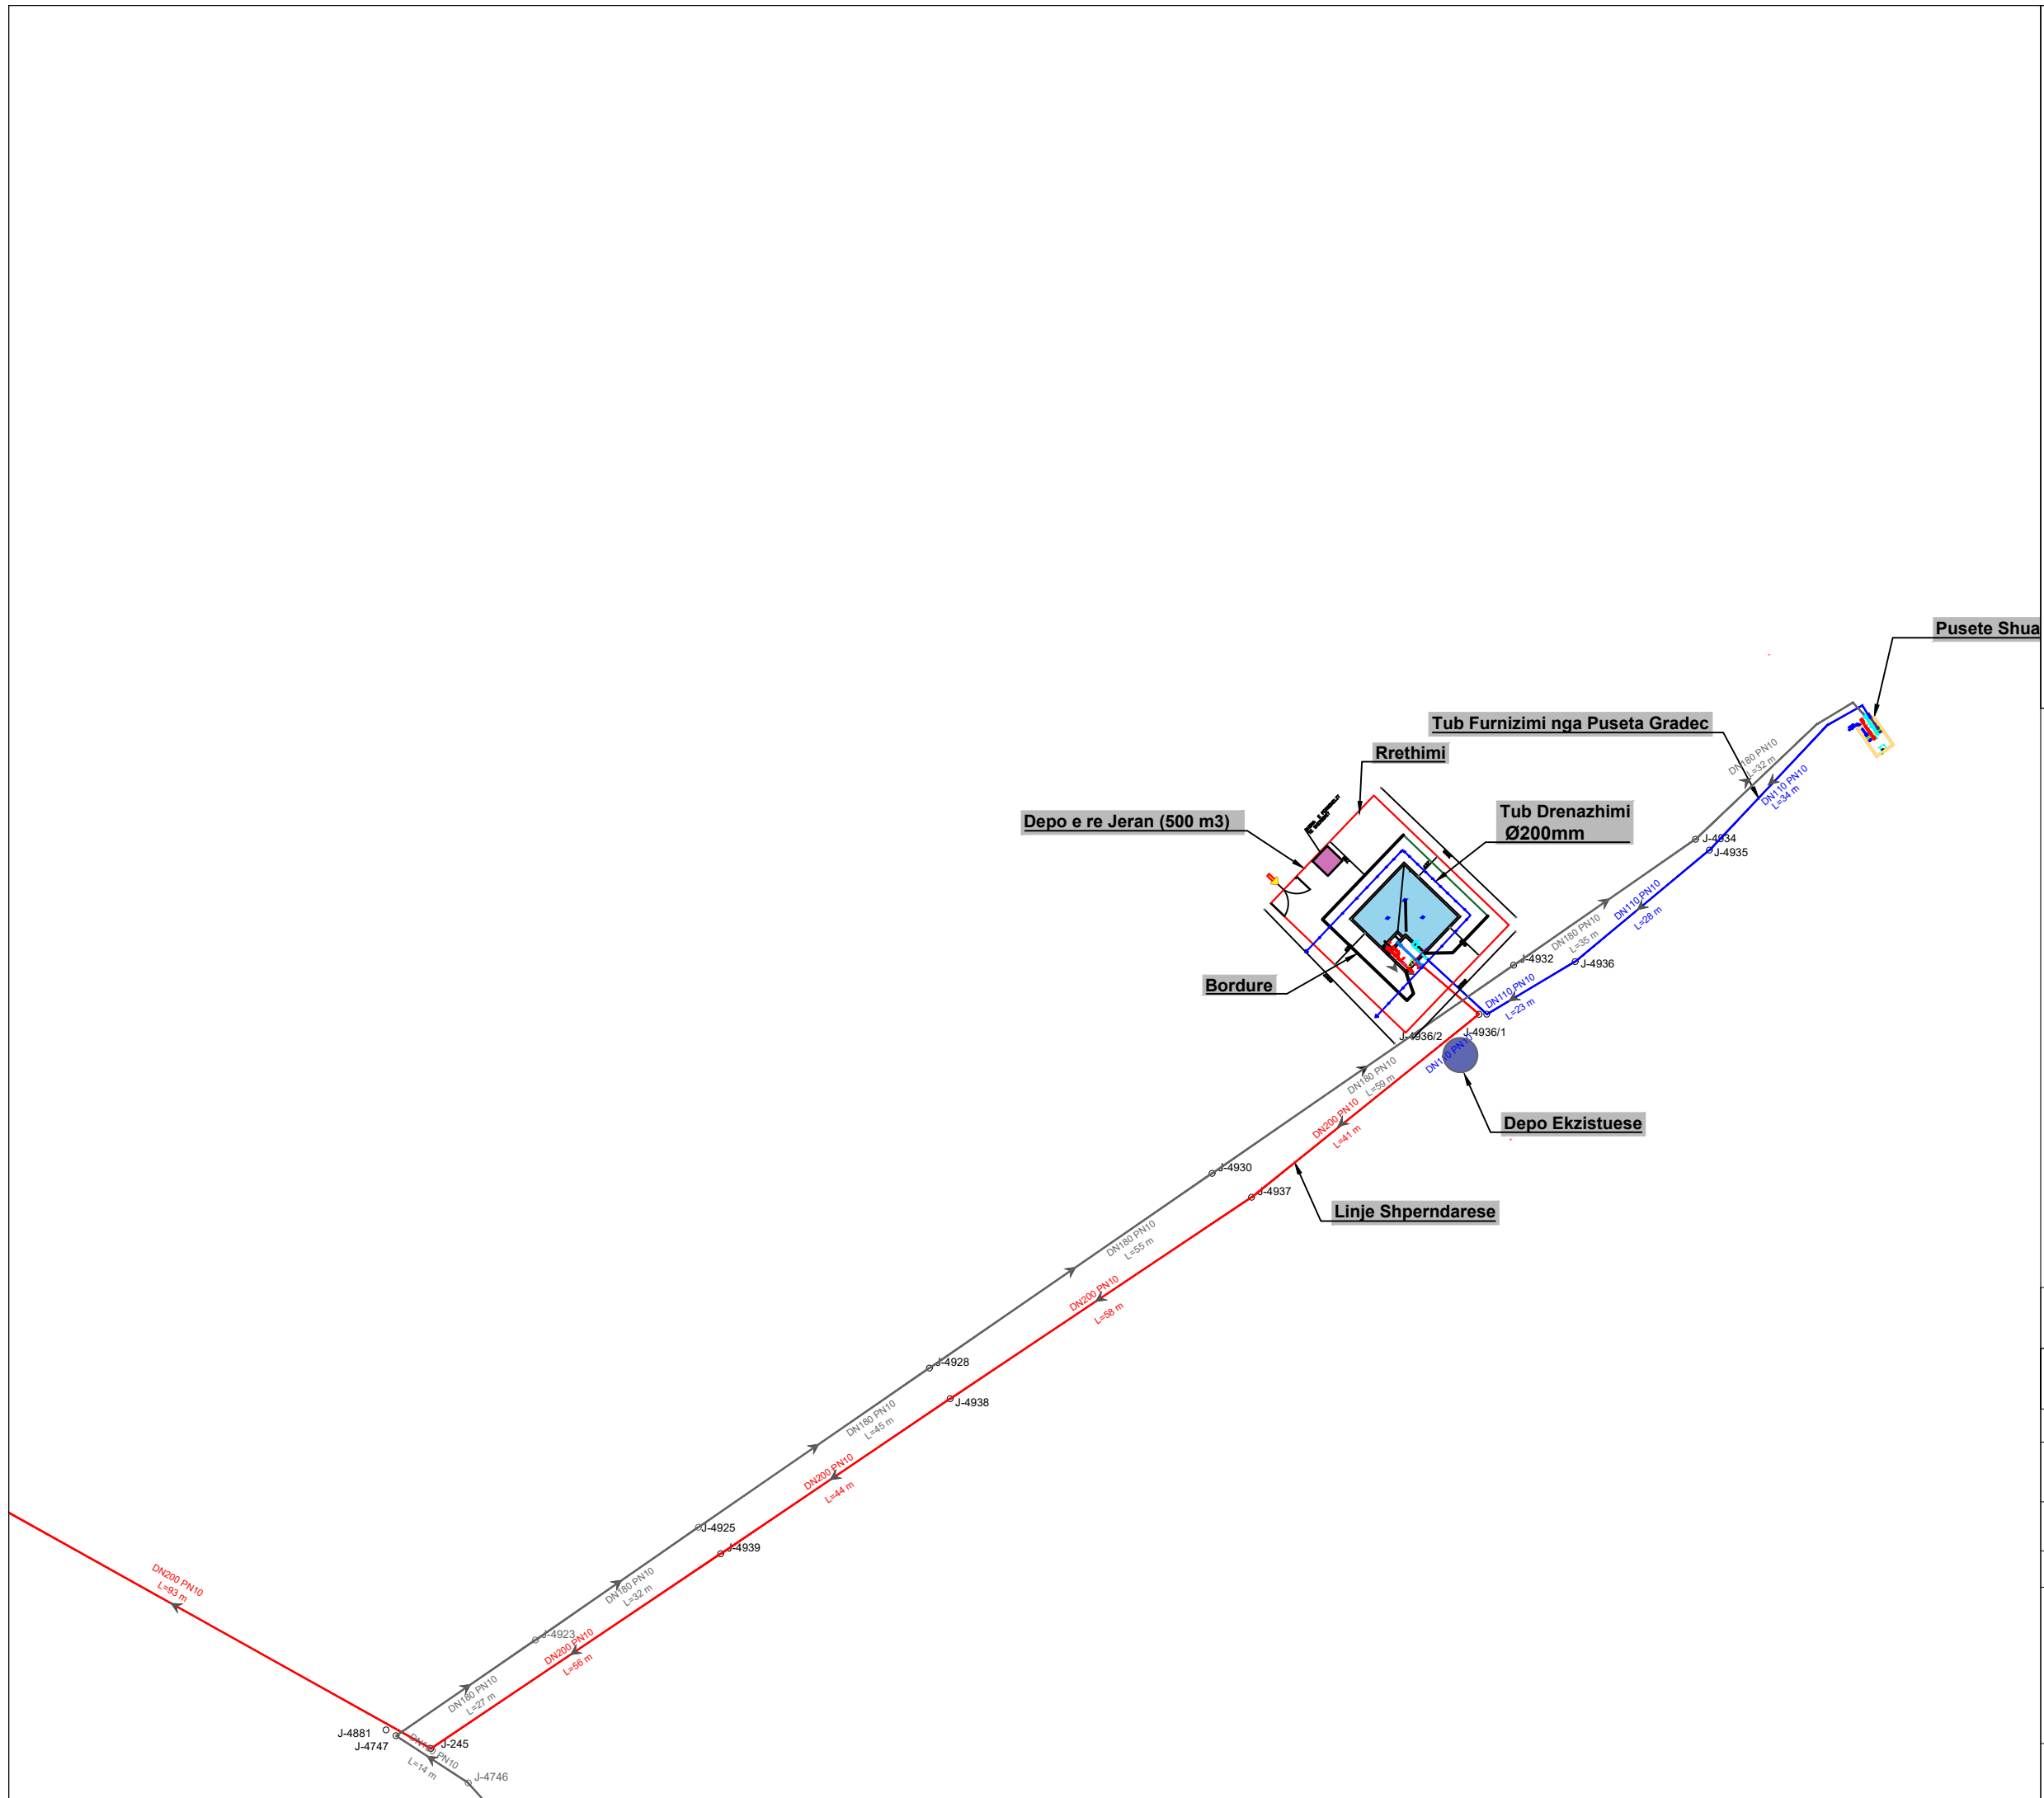 Pusete Shua
Tub Furnizimi nga Puseta Gradec
Rrethimi
DN180 PN10
L=32 m
DN110 PN10
L=34 m
Depo e re Jeran (500 m3)
Tub Drenazhimi
Ø200mm
J-4934
J-4935
DN110 PN10
L=28 m
DN180 PN10
L=35 m
J-4932
J-4936
Bordure
DN110 PN10
L=23 m
J-4936/2
J-4936/1
DN110 PN10
DN180 PN10
L=59 m
DN200 PN10
L=41 m
Depo Ekzistuese
J-4930
J-4937
Linje Shperndarese
DN180 PN10
L=55 m
DN200 PN10
L=58 m
J-4928
J-4938
DN180 PN10
L=45 m
DN200 PN10
L=44 m
J-4925
J-4939
DN200 PN10
L=93 m
DN180 PN10
L=32 m
J-4923
DN200 PN10
L=56 m
DN180 PN10
L=27 m
J-4881
J-4747
J-245
L=14 m
J-4746